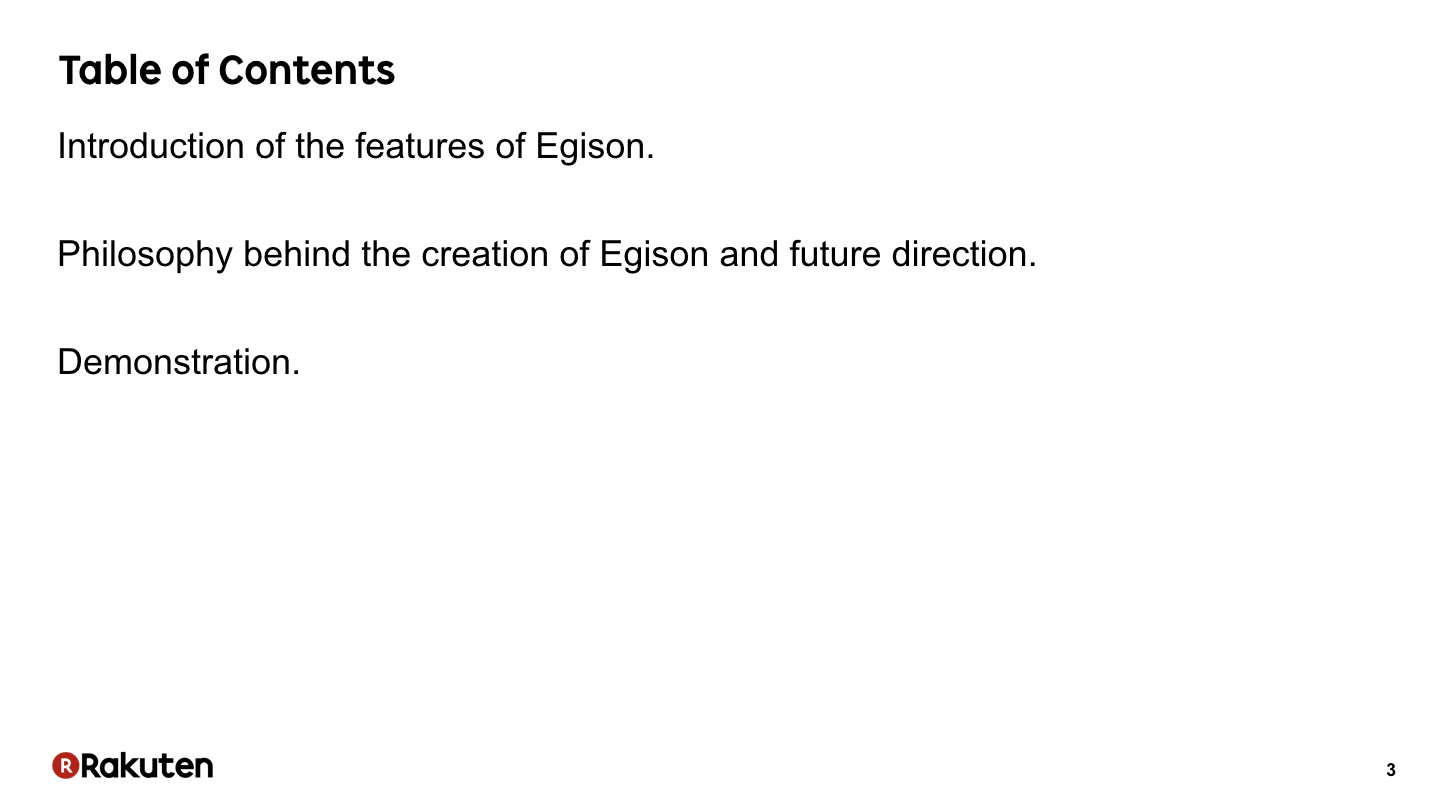 Table of Contents
Introduction of the features of Egison.
Philosophy behind the creation of Egison and future direction.
Demonstration.
R Rakuten
3